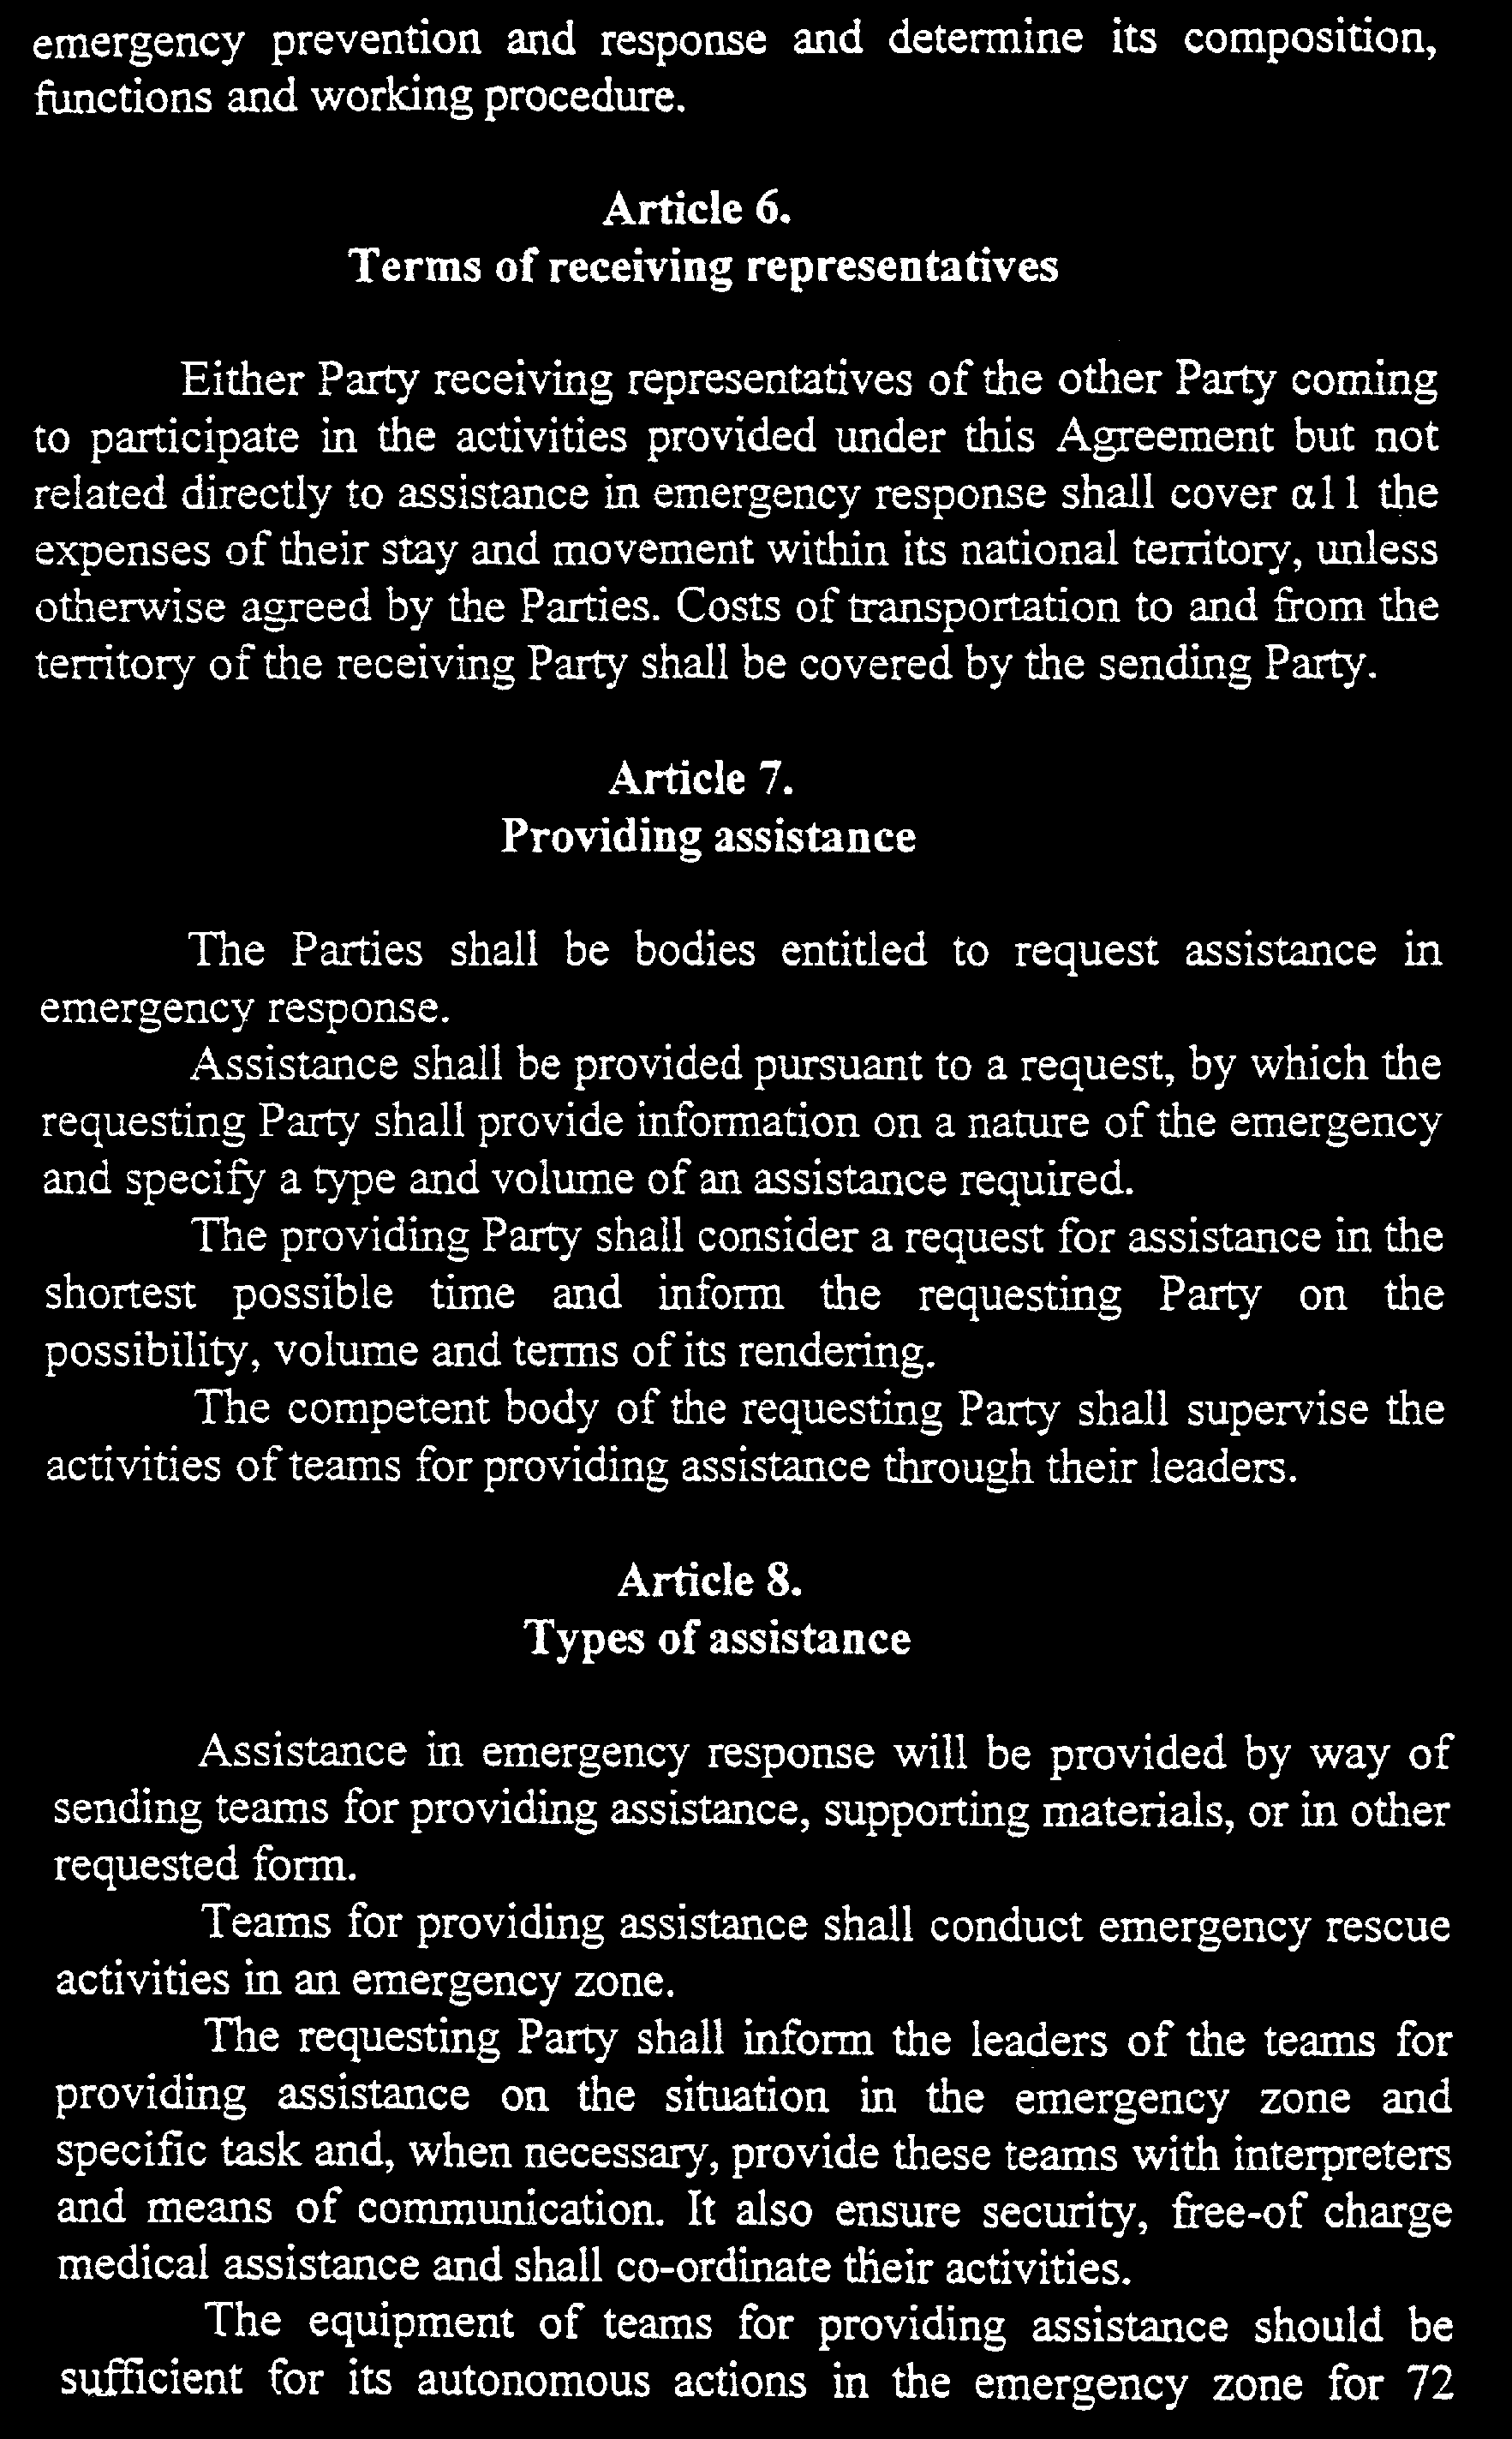 emergency prevention and response and determine its composition,
functions and working procedure.
Article 6.
Terms of receiving representatives
Either Party receiving representatives of the other Party coming
to participate in the activities provided under this Agreement but not
related directly to assistance in emergency response shall cover all the
expenses of their stay and movement within its national territory, unless
otherwise agreed by the Parties. Costs of transportation to and from the
territory of the receiving Party shall be covered by the sending Party.
Article 7.
Providing assistance
The Parties shall be bodies entitled to request assistance in
emergency response.
Assistance shall be provided pursuant to a request, by which the
requesting Party shall provide information on a nature of the emergency
and specify a type and volume of an assistance required.
The providing Party shall consider a request for assistance in the
shortest possible time and inform the requesting Party on the
possibility, volume and terms of its rendering.
The competent body of the requesting Party shall supervise the
activities of teams for providing assistance through their leaders.
Article 8.
Types of assistance
Assistance in emergency response will be provided by way of
sending teams for providing assistance, supporting materials, or in other
requested form.
Teams for providing assistance shall conduct emergency rescue
activities in an emergency zone.
The requesting Party shall inform the leaders of the teams for
providing assistance on the situation in the emergency zone and
specific task and, when necessary, provide these teams with interpreters
and means of communication. It also ensure security, free-of charge
medical assistance and shall co-ordinate their activities.
The equipment of teams for providing assistance should be
sufficient for its autonomous actions in the emergency zone for 72